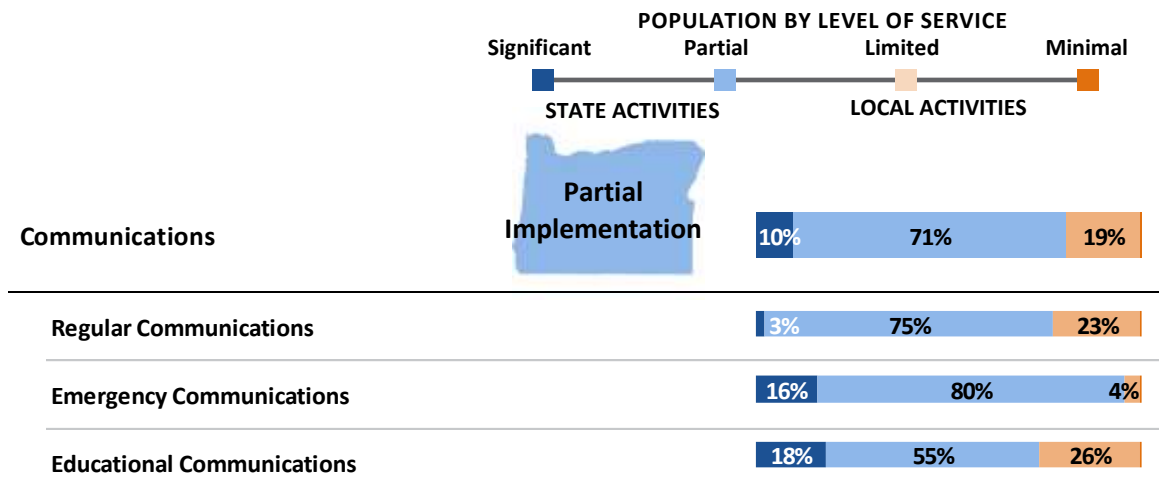 POPULATION BY LEVEL OF SERVICE
Significant Partial Limited Minimal
STATE ACTIVITIES LOCAL ACTIVITIES
Partial
Implementation
Communications 10% 71% 19%
Regular Communications 3% 75% 23%
Emergency Communications 16% 80% 4%
Educational Communications 18% 55% 26%